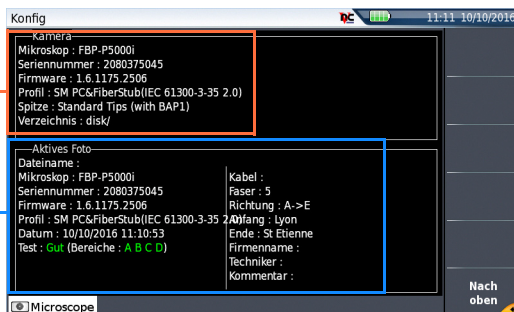 Konfig
11:11 10/10/2016
Kamera
Mikroskop : FBP-P5000i
Seriennummer : 2080375045
Firmware : 1.6.1175.2506
Profil : SM PC&FiberStub(IEC 61300-3-35 2.0)
Spitze : Standard Tips (with BAP1)
Verzeichnis : disk/
Aktives Foto
Dateiname :
Mikroskop : FBP-P5000i
Seriennummer : 2080375045
Firmware : 1.6.1175.2506
Profil : SM PC&FiberStub(IEC 61300-3-35 2.0)
Datum : 10/10/2016 11:10:53
Test : Gut (Bereiche : A B C D)
Kabel :
Faser : 5
Richtung : A->E
Anfang : Lyon
Ende : St Etienne
Firmenname :
Techniker :
Kommentar :
Nach
oben
Microscope